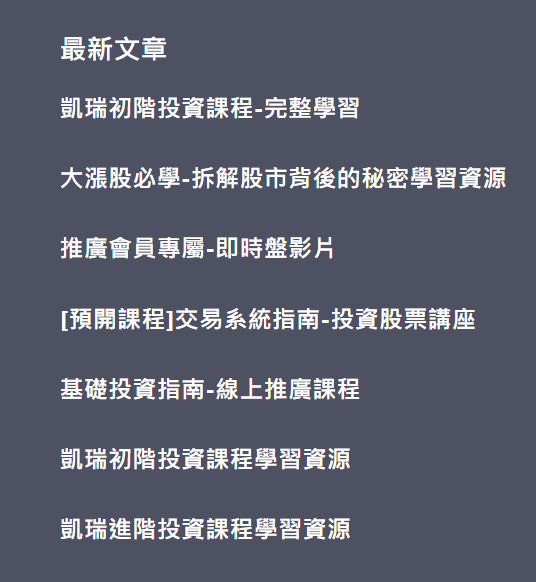 最新文章
凱瑞初階投資課程-完整學習
大漲股必學-拆解股市背後的秘密學習資源
推廣會員專屬-即時盤影片
[預開課程]交易系統指南-投資股票講座
基礎投資指南-線上推廣課程
凱瑞初階投資課程學習資源
凱瑞進階投資課程學習資源